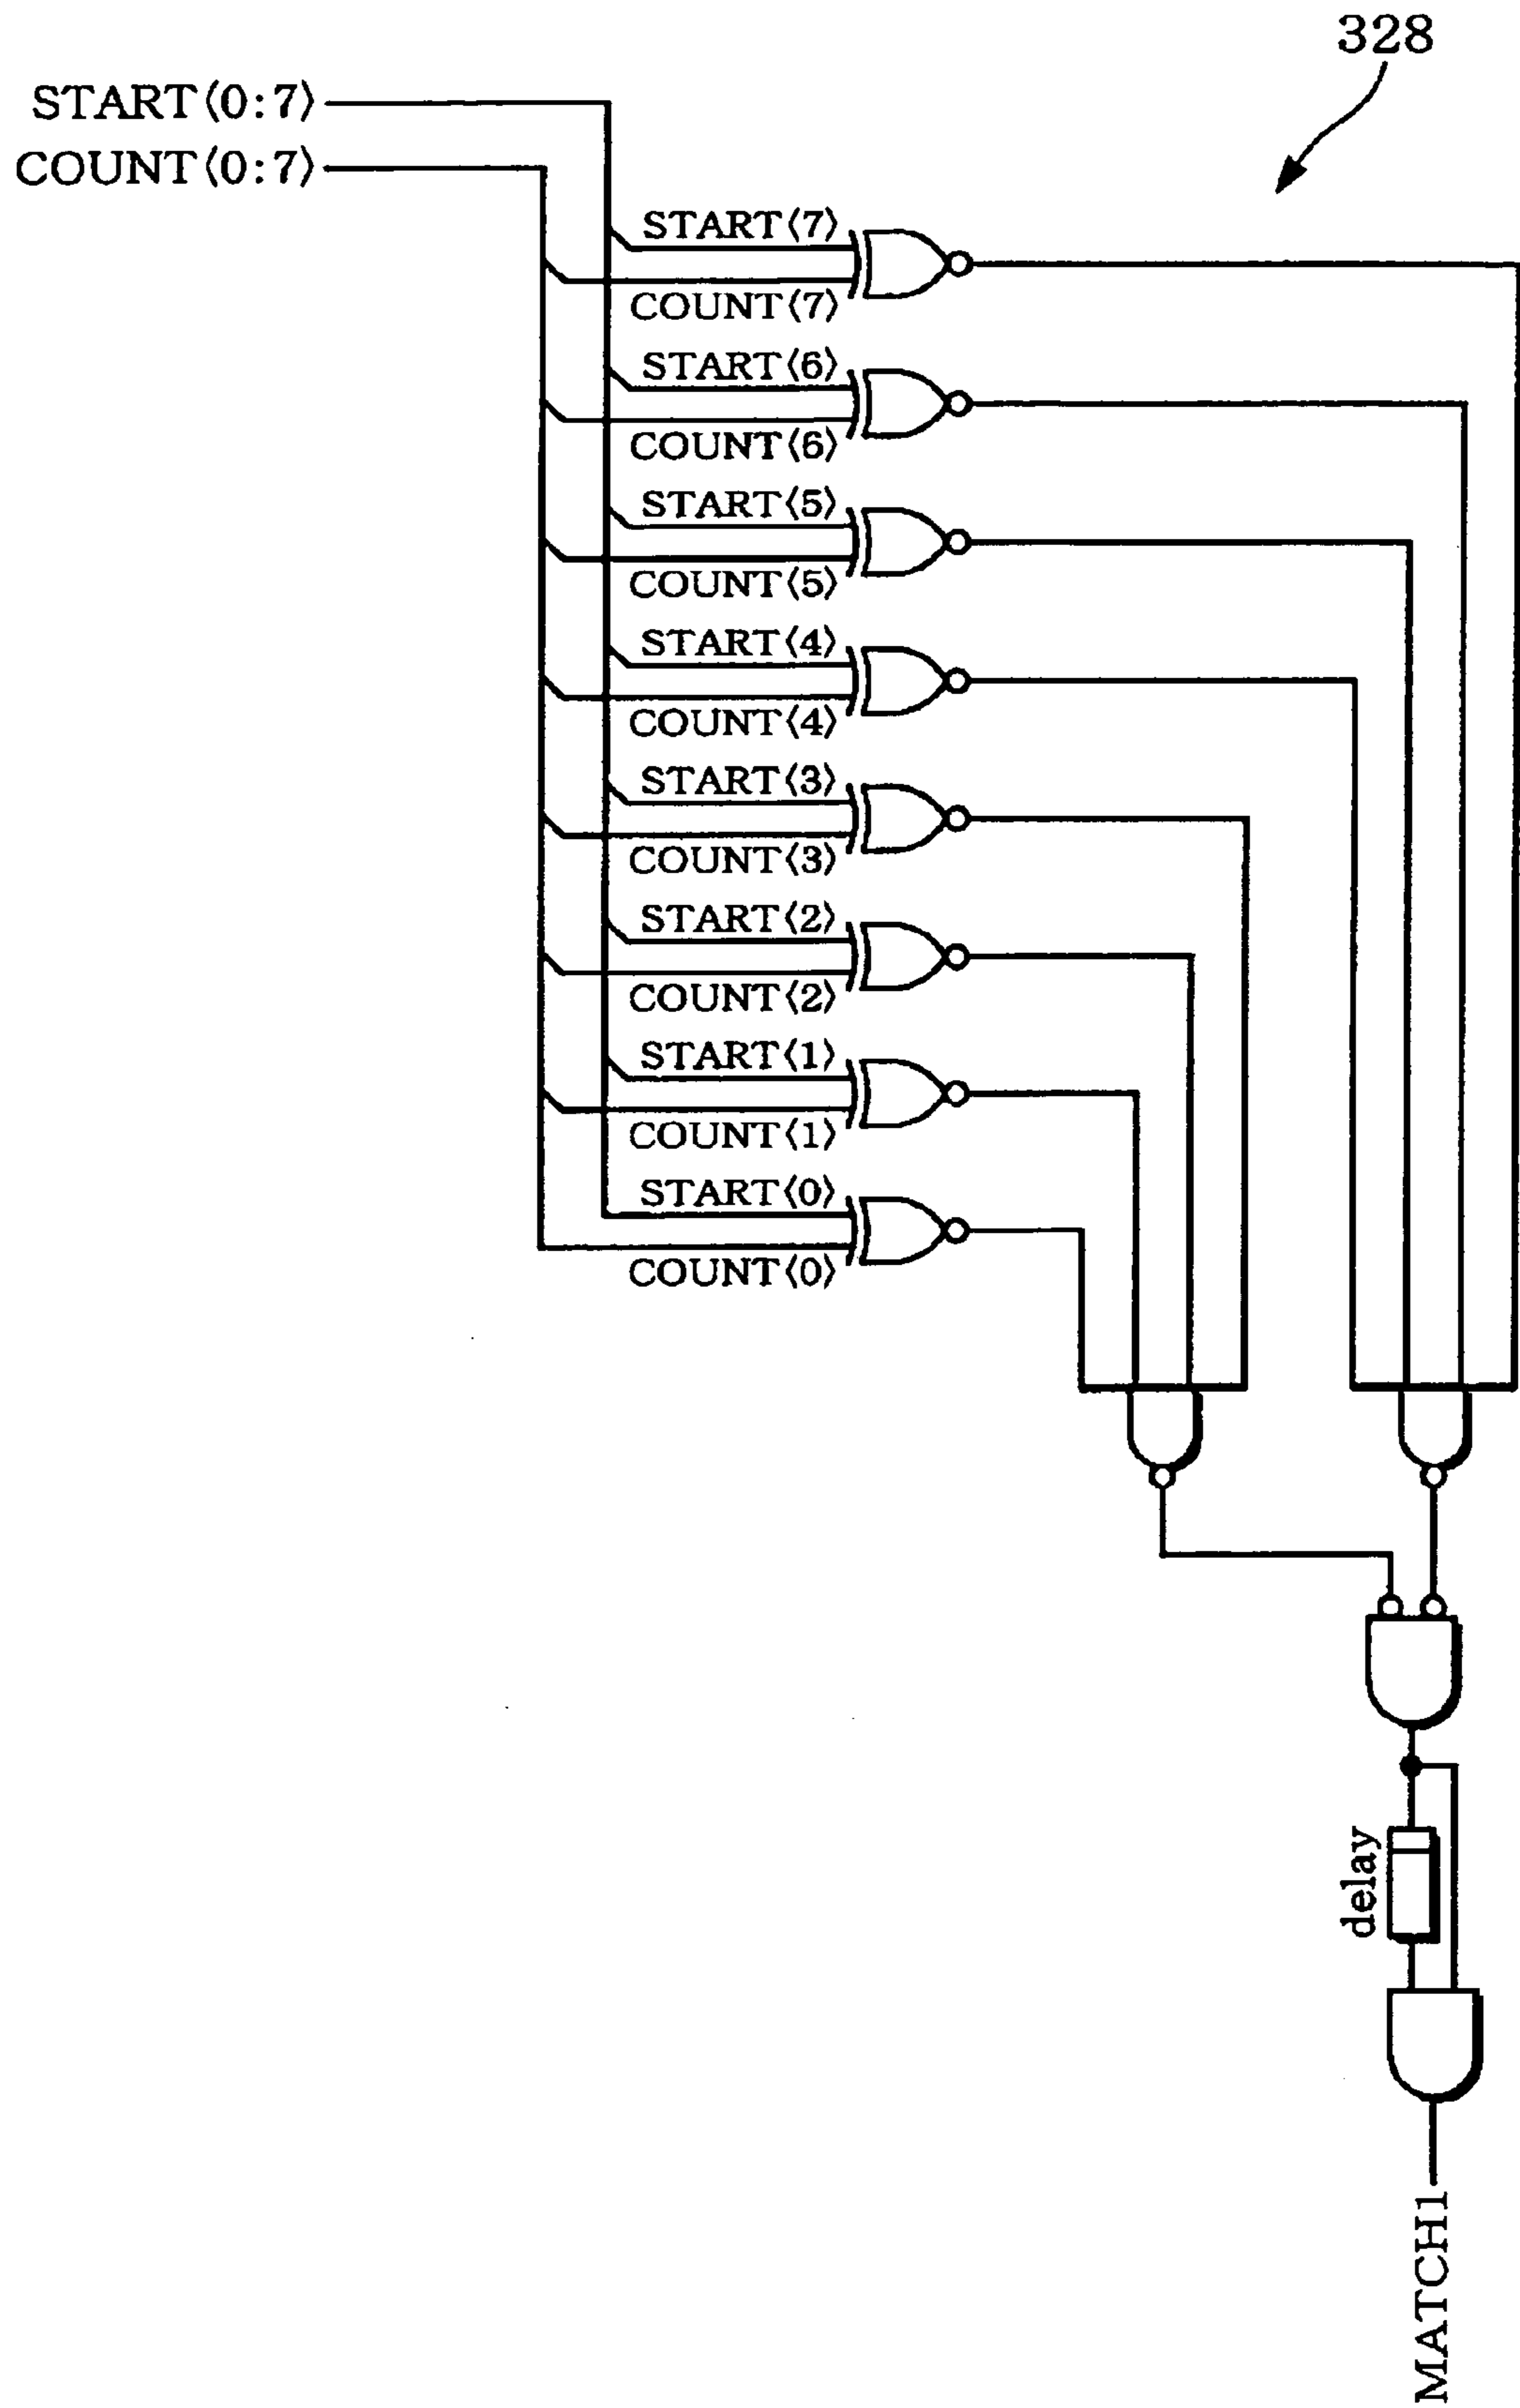 328
START⟨0:7⟩
COUNT⟨0:7⟩
START⟨7⟩
COUNT⟨7⟩
START⟨6⟩
COUNT⟨6⟩
START⟨5⟩
COUNT⟨5⟩
START⟨4⟩
COUNT⟨4⟩
START⟨3⟩
COUNT⟨3⟩
START⟨2⟩
COUNT⟨2⟩
START⟨1⟩
COUNT⟨1⟩
START⟨0⟩
COUNT⟨0⟩
delay
MATCH1